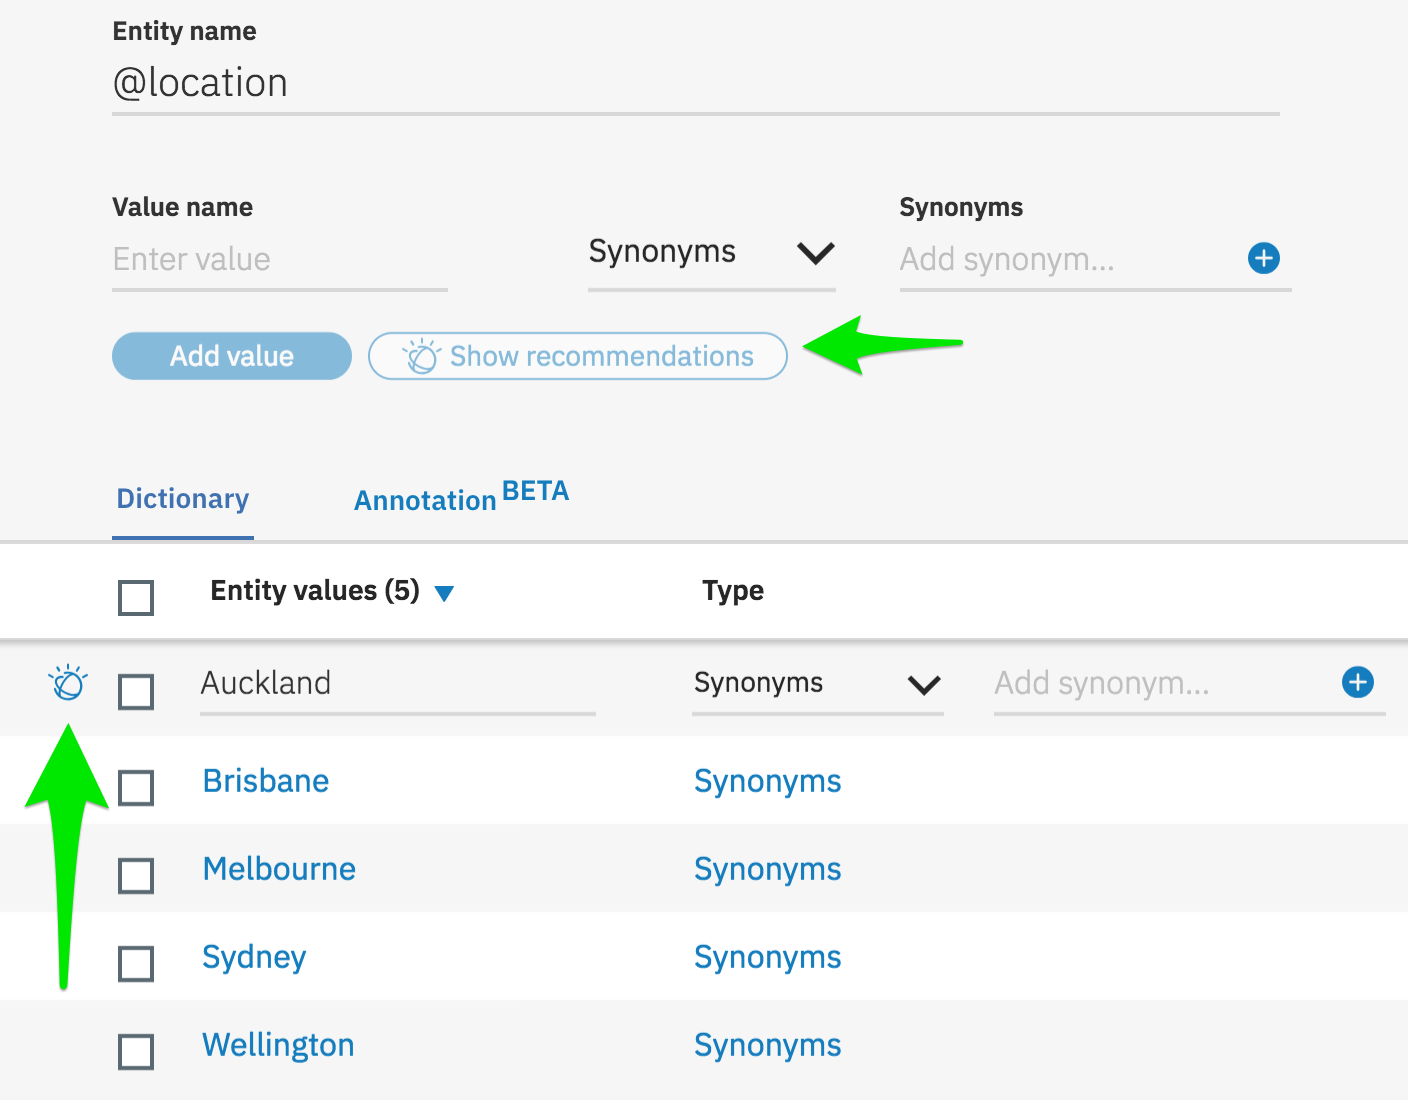 Entity name
@location
Value name
Synonyms
Enter value
Synonyms
Add synonym...
Add value
Show recommendations
Dictionary
Annotation BETA
Entity values (5)
Type
Auckland
Synonyms
Add synonym...
Brisbane
Synonyms
Melbourne
Synonyms
Sydney
Synonyms
Wellington
Synonyms